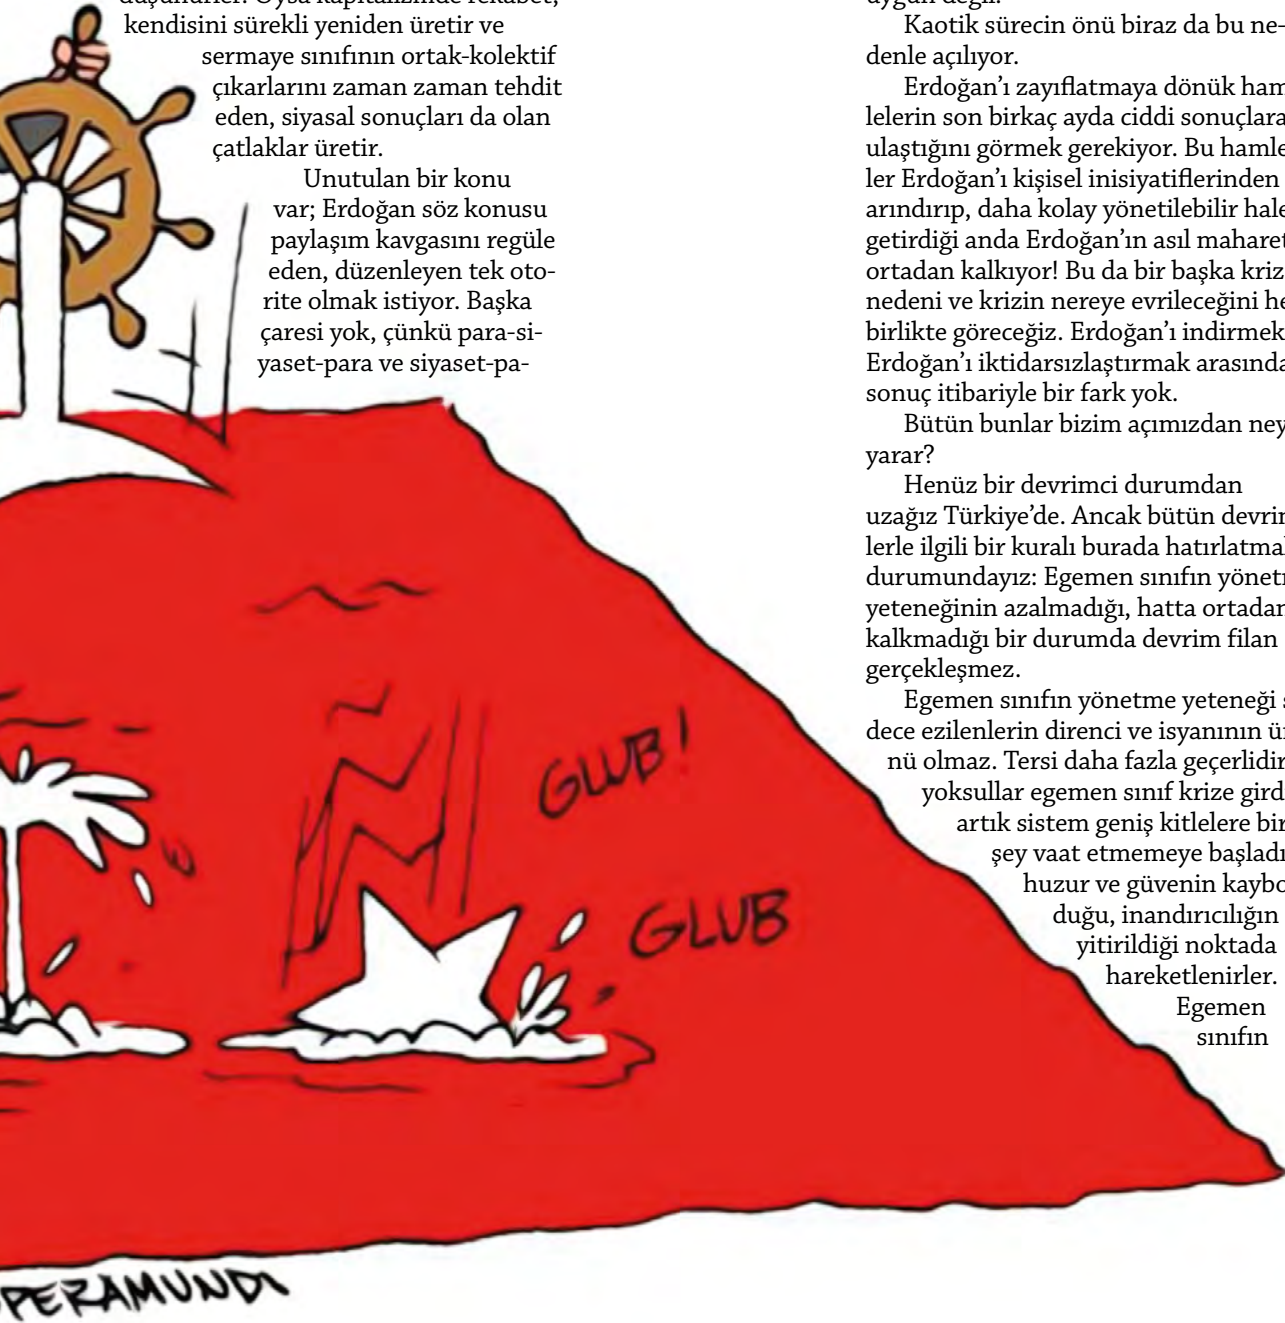 düşünürler. Oysa kapitalizmde rekabet,
kendisini sürekli yeniden üretir ve
sermaye sınıfının ortak-kolektif
çıkarlarını zaman zaman tehdit
eden, siyasal sonuçları da olan
çatlaklar üretir.
Unutulan bir konu
var; Erdoğan söz konusu
paylaşım kavgasını regüle
eden, düzenleyen tek oto-
rite olmak istiyor. Başka
çaresi yok, çünkü para-si-
yaset-para ve siyaset-pa-
uygun değil.
Kaotik sürecin önü biraz da bu ne-
denle açılıyor.
Erdoğan’ı zayıflatmaya dönük ham
lelerin son birkaç ayda ciddi sonuçlara
ulaştığını görmek gerekiyor. Bu hamle
ler Erdoğan’ı kişisel inisiyatiflerinden
arındırıp, daha kolay yönetilebilir hale
getirdiği anda Erdoğan’ın asıl maharet
ortadan kalkıyor! Bu da bir başka kriz
nedeni ve krizin nereye evrileceğini he
birlikte göreceğiz. Erdoğan’ı indirmek
Erdoğan’ı iktidarsızlaştırmak arasında
sonuç itibariyle bir fark yok.
Bütün bunlar bizim açımızdan ney
yarar?
Henüz bir devrimci durumdan
uzağız Türkiye’de. Ancak bütün devrim
lerle ilgili bir kuralı burada hatırlatma
durumundayız: Egemen sınıfın yönet
yeteneğinin azalmadığı, hatta ortadan
kalkmadığı bir durumda devrim filan
gerçekleşmez.
Egemen sınıfın yönetme yeteneği s
dece ezilenlerin direnci ve isyanının ü
nü olmaz. Tersi daha fazla geçerlidir
yoksullar egemen sınıf krize gird
artık sistem geniş kitlelere bir
şey vaat etmemeye başladı
huzur ve güvenin kaybo
duğu, inandırıcılığın
yitirildiği noktada
hareketlenirler.
Egemen
sınıfın
GLUB!
GLUB
OPERAMUNDI